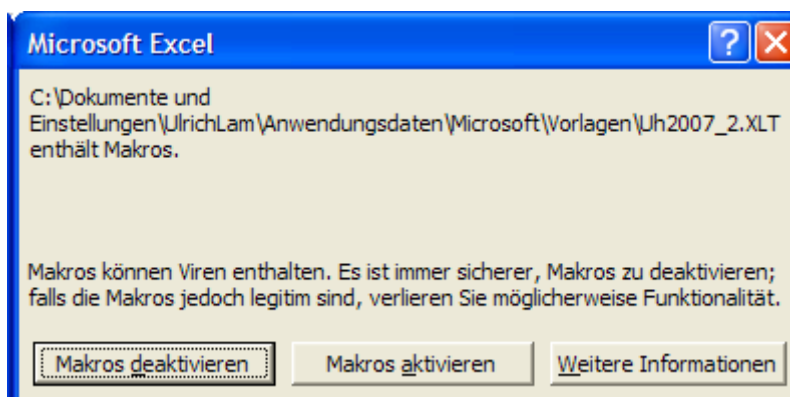 Microsoft Excel
C:\Dokumente und
Einstellungen\UlrichLam\Anwendungsdaten\Microsoft\Vorlagen\Uh2007_2.XLT
enthält Makros.
Makros können Viren enthalten. Es ist immer sicherer, Makros zu deaktivieren;
falls die Makros jedoch legitim sind, verlieren Sie möglicherweise Funktionalität.
Makros deaktivieren Makros aktivieren Weitere Informationen